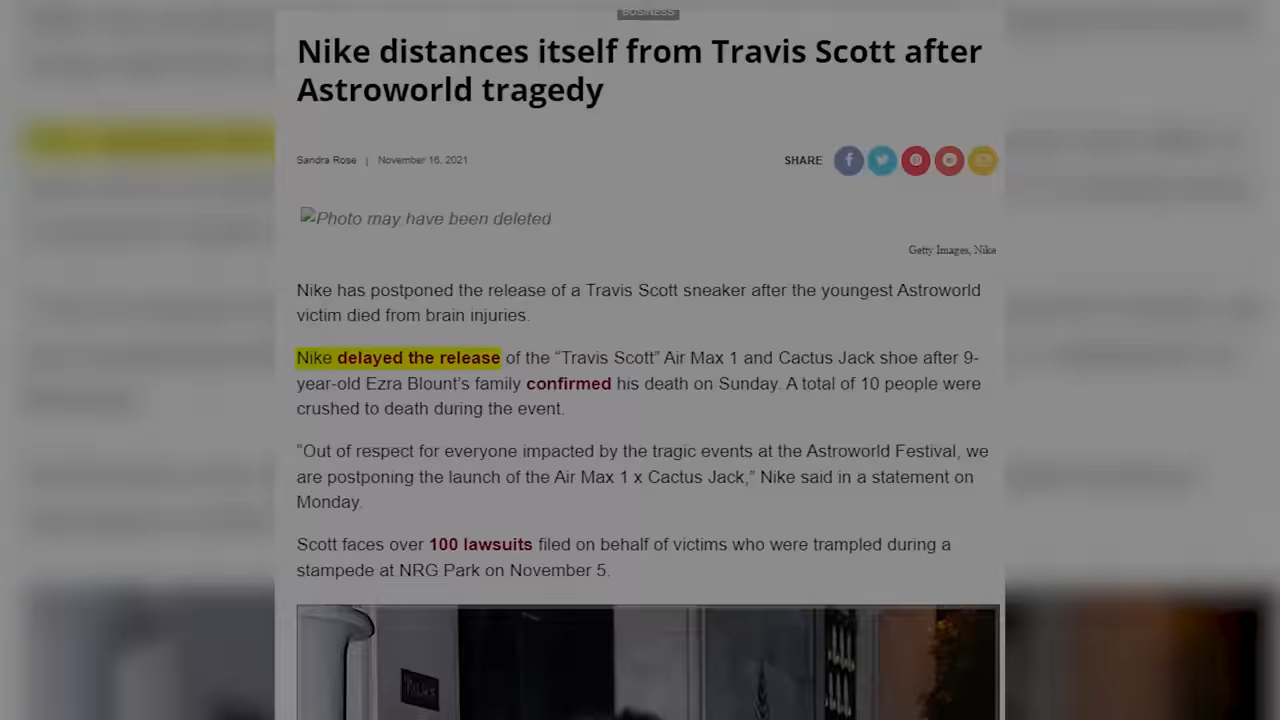 BUSINESS
Nike distances itself from Travis Scott after
Astroworld tragedy
Sandra Rose | November 16, 2021
SHARE
Photo may have been deleted
Getty Images, Nike
Nike has postponed the release of a Travis Scott sneaker after the youngest Astroworld
victim died from brain injuries.
Nike delayed the release of the “Travis Scott” Air Max 1 and Cactus Jack shoe after 9-
year-old Ezra Blount’s family confirmed his death on Sunday. A total of 10 people were
crushed to death during the event.
“Out of respect for everyone impacted by the tragic events at the Astroworld Festival, we
are postponing the launch of the Air Max 1 x Cactus Jack,” Nike said in a statement on
Monday.
Scott faces over 100 lawsuits filed on behalf of victims who were trampled during a
stampede at NRG Park on November 5.